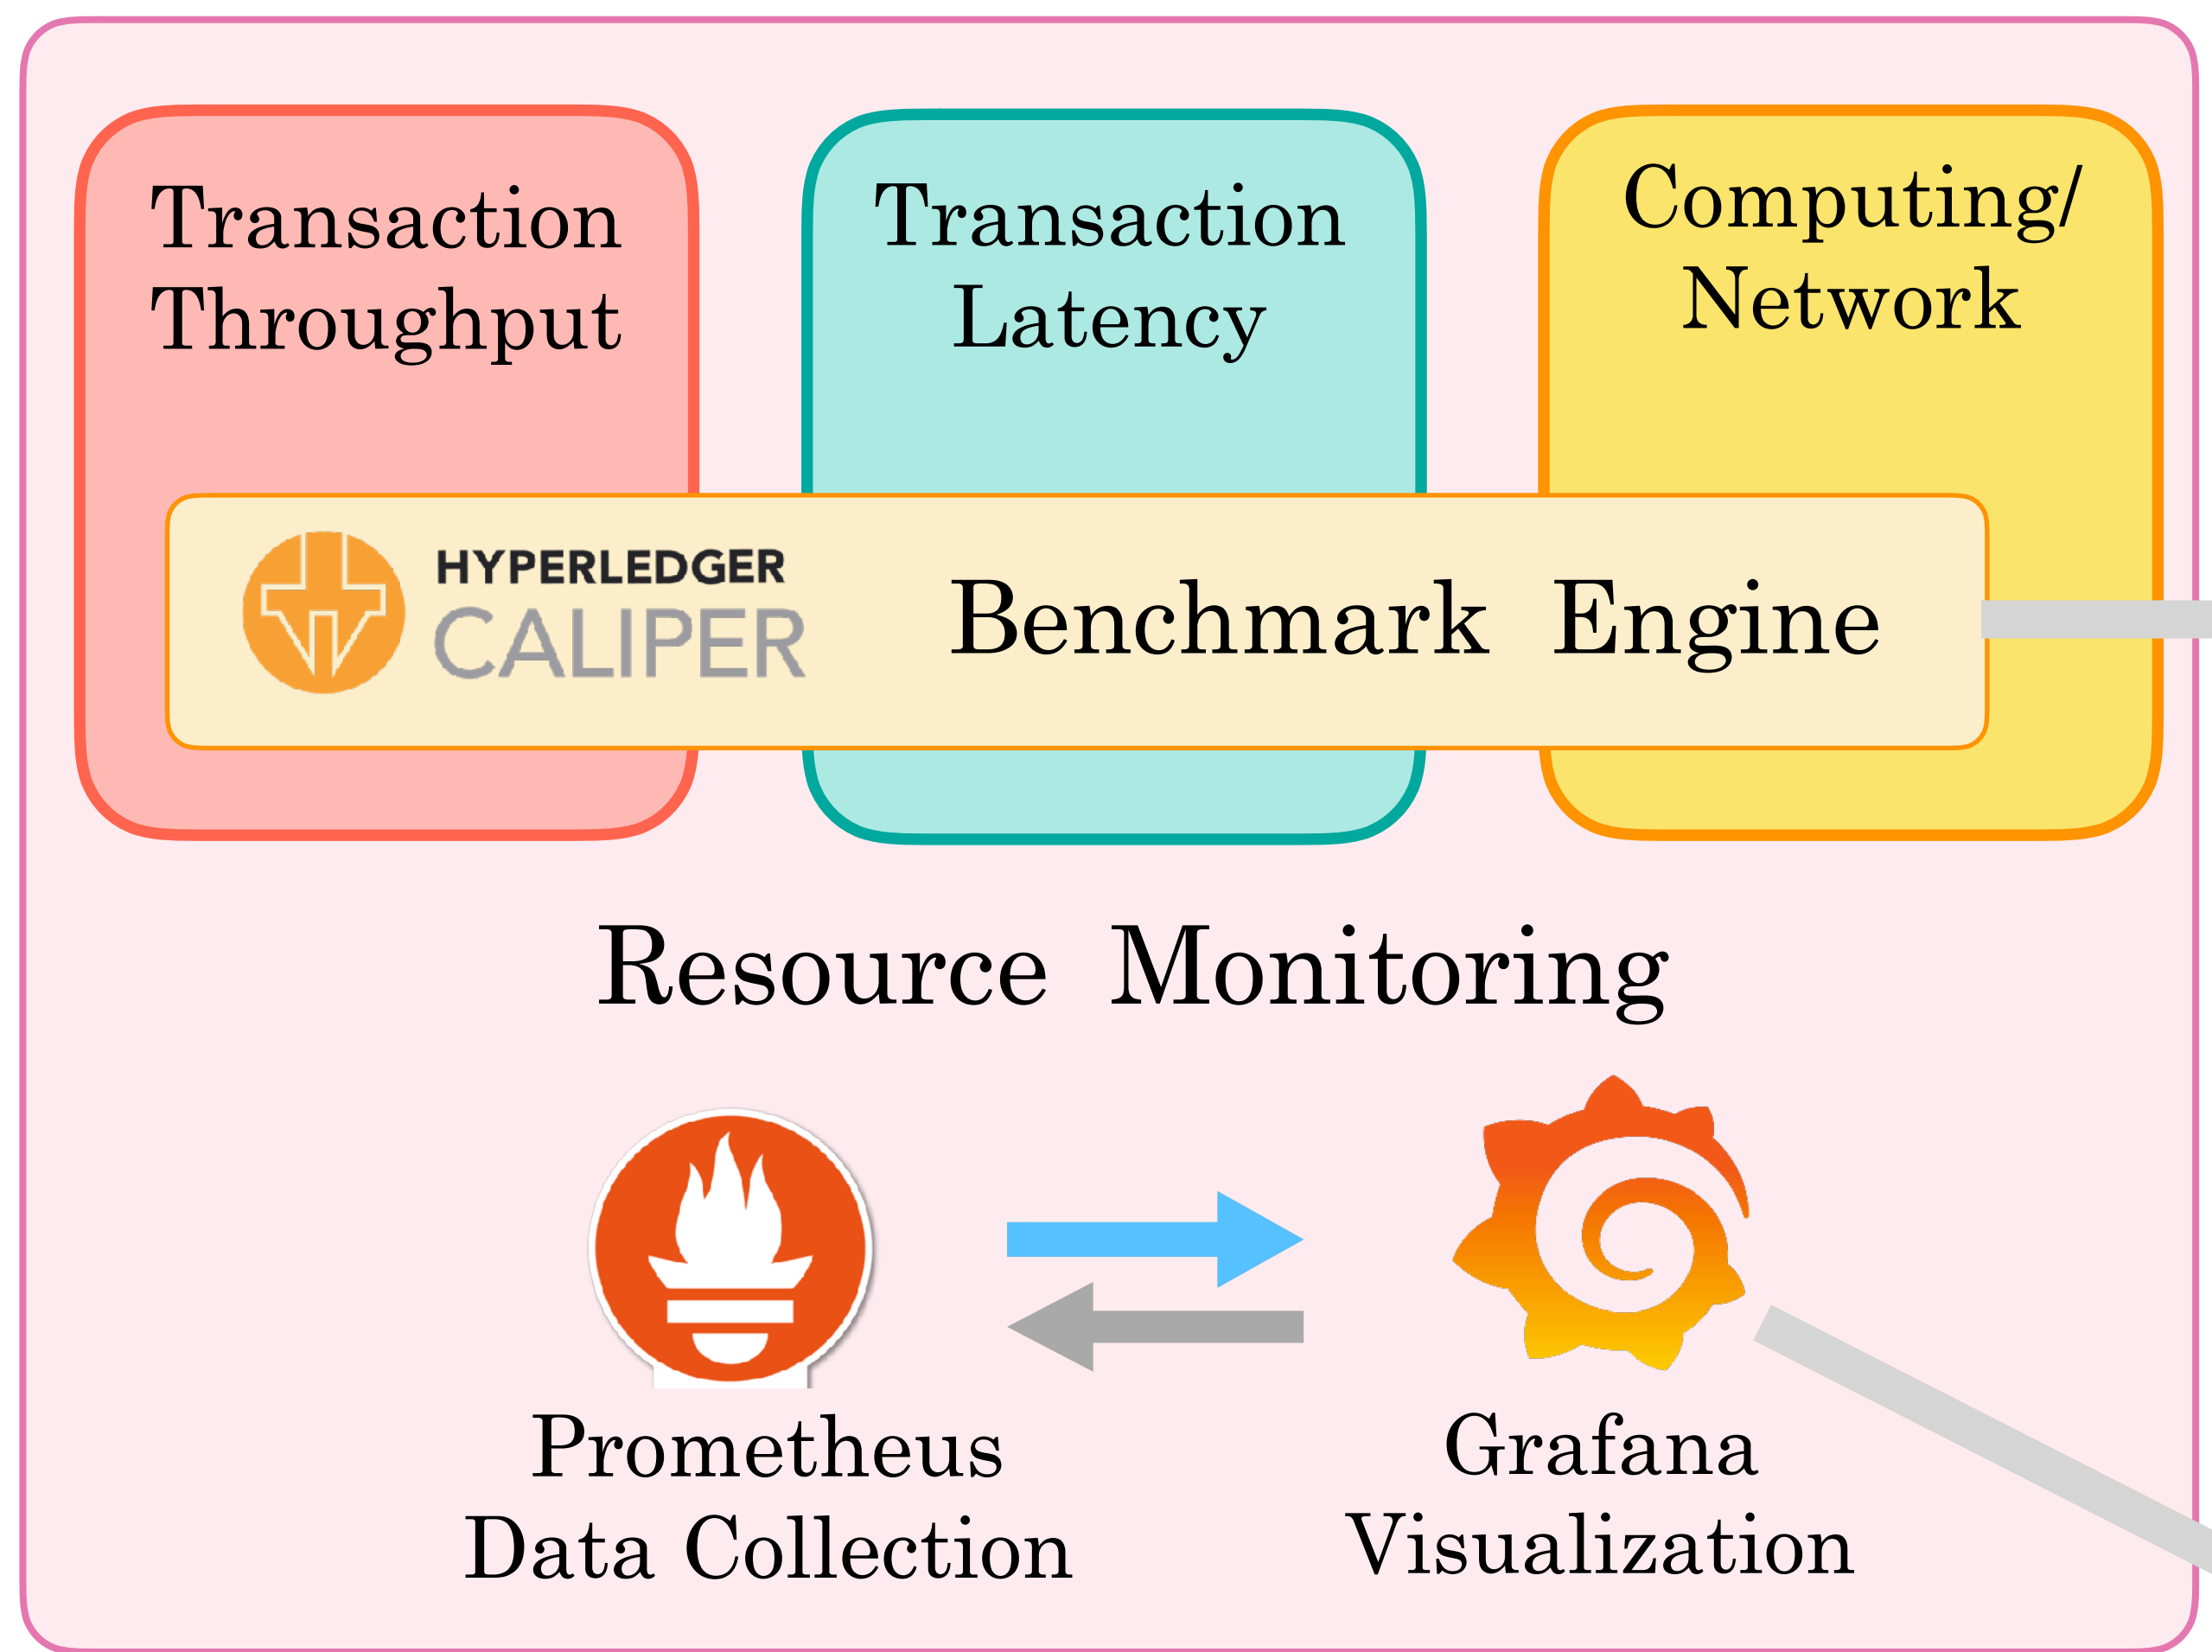 Transaction
Throughput
Transaction
Latency
Computing/
Network
HYPERLEDGER
CALIPER
Benchmark Engine
Resource Monitoring
Prometheus
Data Collection
Grafana
Visualization